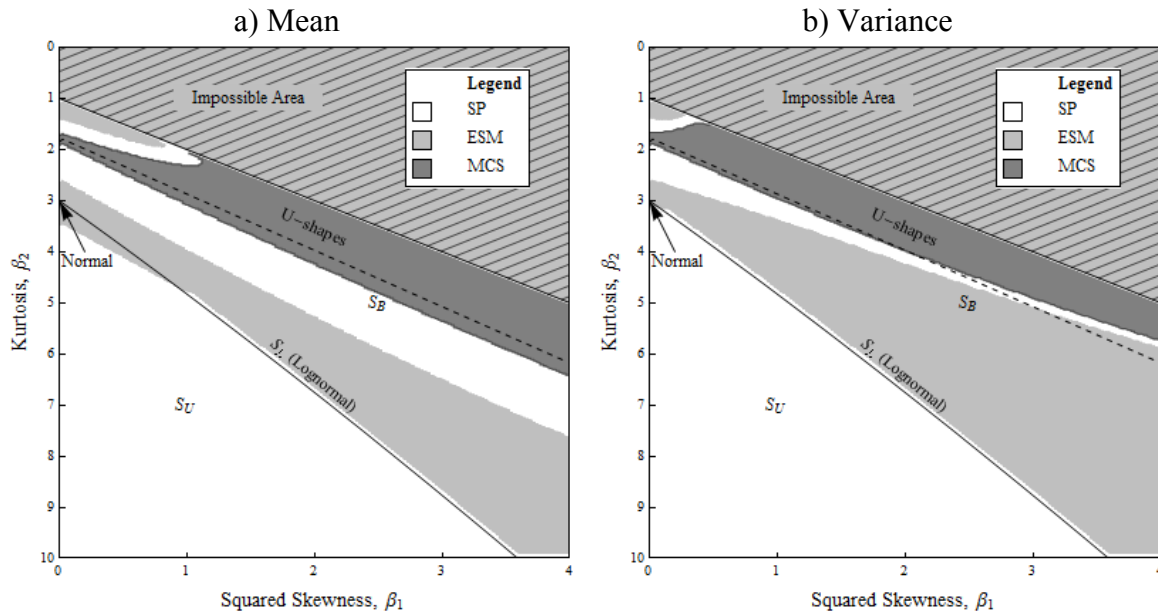 a) Mean
0
1
2
3
4
5
6
7
8
9
10
Kurtosis, β₂
Impossible Area
Legend
SP
ESM
MCS
U−shapes
Normal
S_B
S_L (Lognormal)
S_U
0
1
2
3
4
Squared Skewness, β₁
b) Variance
0
1
2
3
4
5
6
7
8
9
10
Kurtosis, β₂
Impossible Area
Legend
SP
ESM
MCS
U−shapes
Normal
S_B
S_L (Lognormal)
S_U
0
1
2
3
4
Squared Skewness, β₁